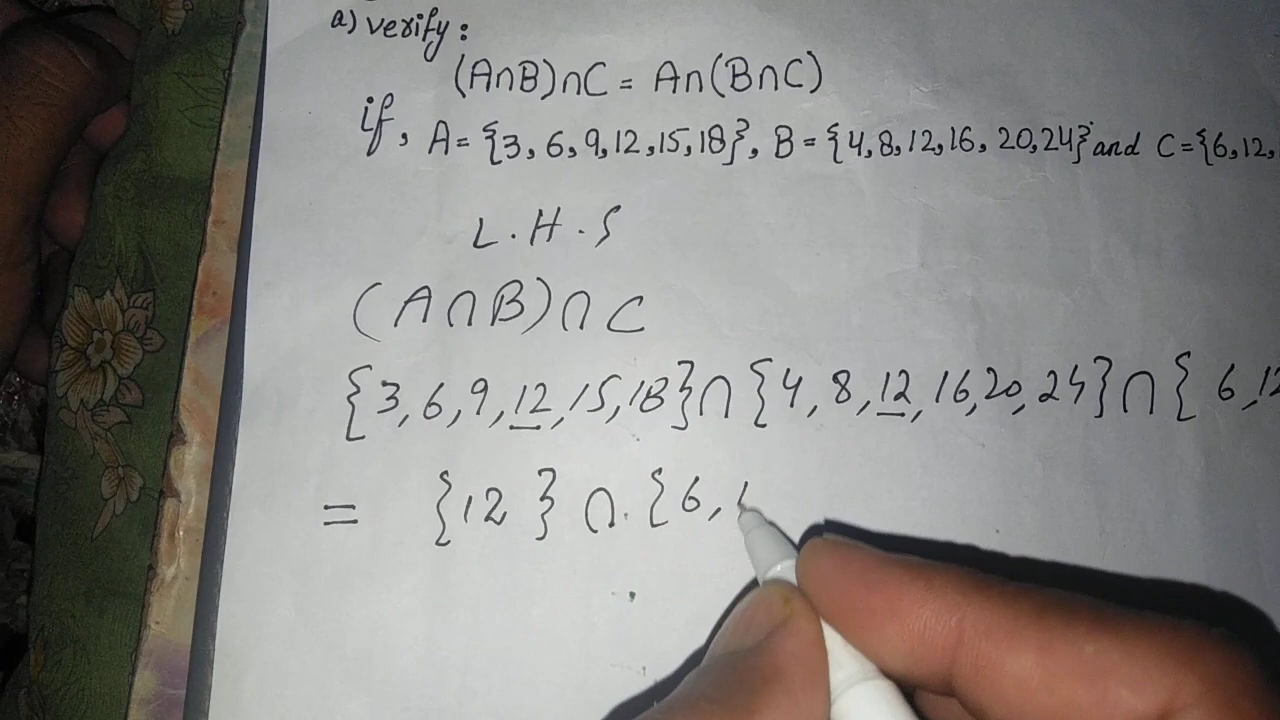 a) verify:
(A∩B)∩C = A∩(B∩C)
if, A= {3, 6, 9, 12, 15, 18}, B = {4, 8, 12, 16, 20, 24} and C = {6, 12,
L.H.S
(A∩B)∩C
{3, 6, 9, 12, 15, 18} ∩ {4, 8, 12, 16, 20, 24} ∩ { 6, 12
= {12} ∩ {6,